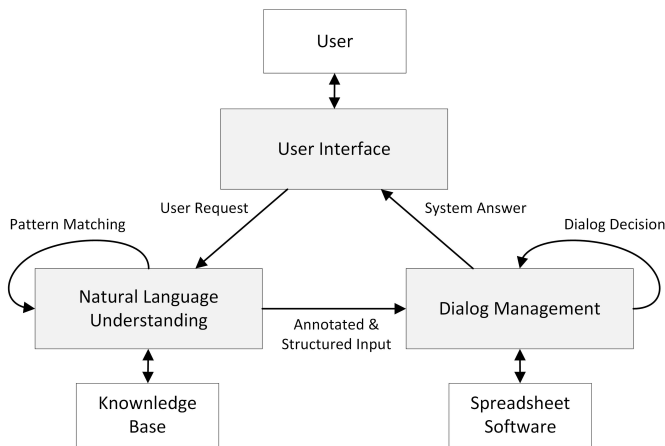 User
User Interface
User Request
System Answer
Pattern Matching
Dialog Decision
Natural Language
Understanding
Annotated &
Structured Input
Dialog Management
Knownledge
Base
Spreadsheet
Software